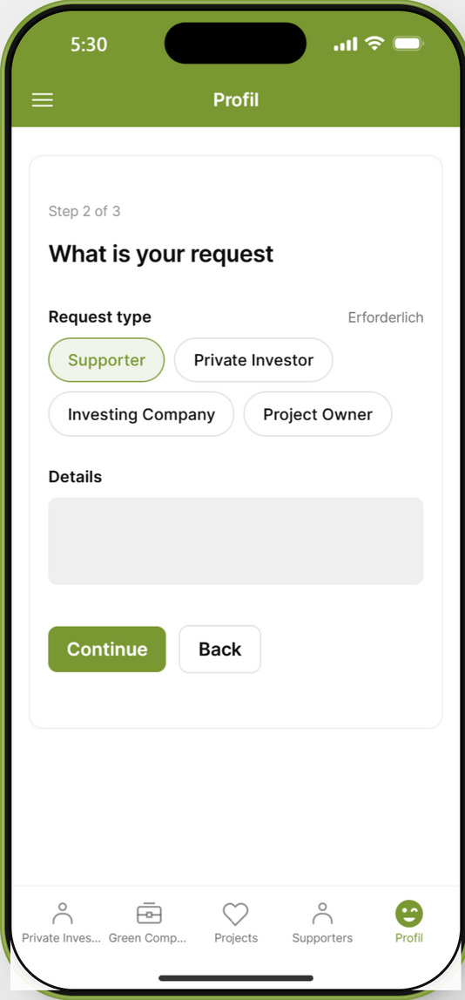 5:30
Profil
Step 2 of 3
What is your request
Request type Erforderlich
Supporter Private Investor
Investing Company Project Owner
Details
Continue Back
Private Inves... Green Comp... Projects Supporters Profil